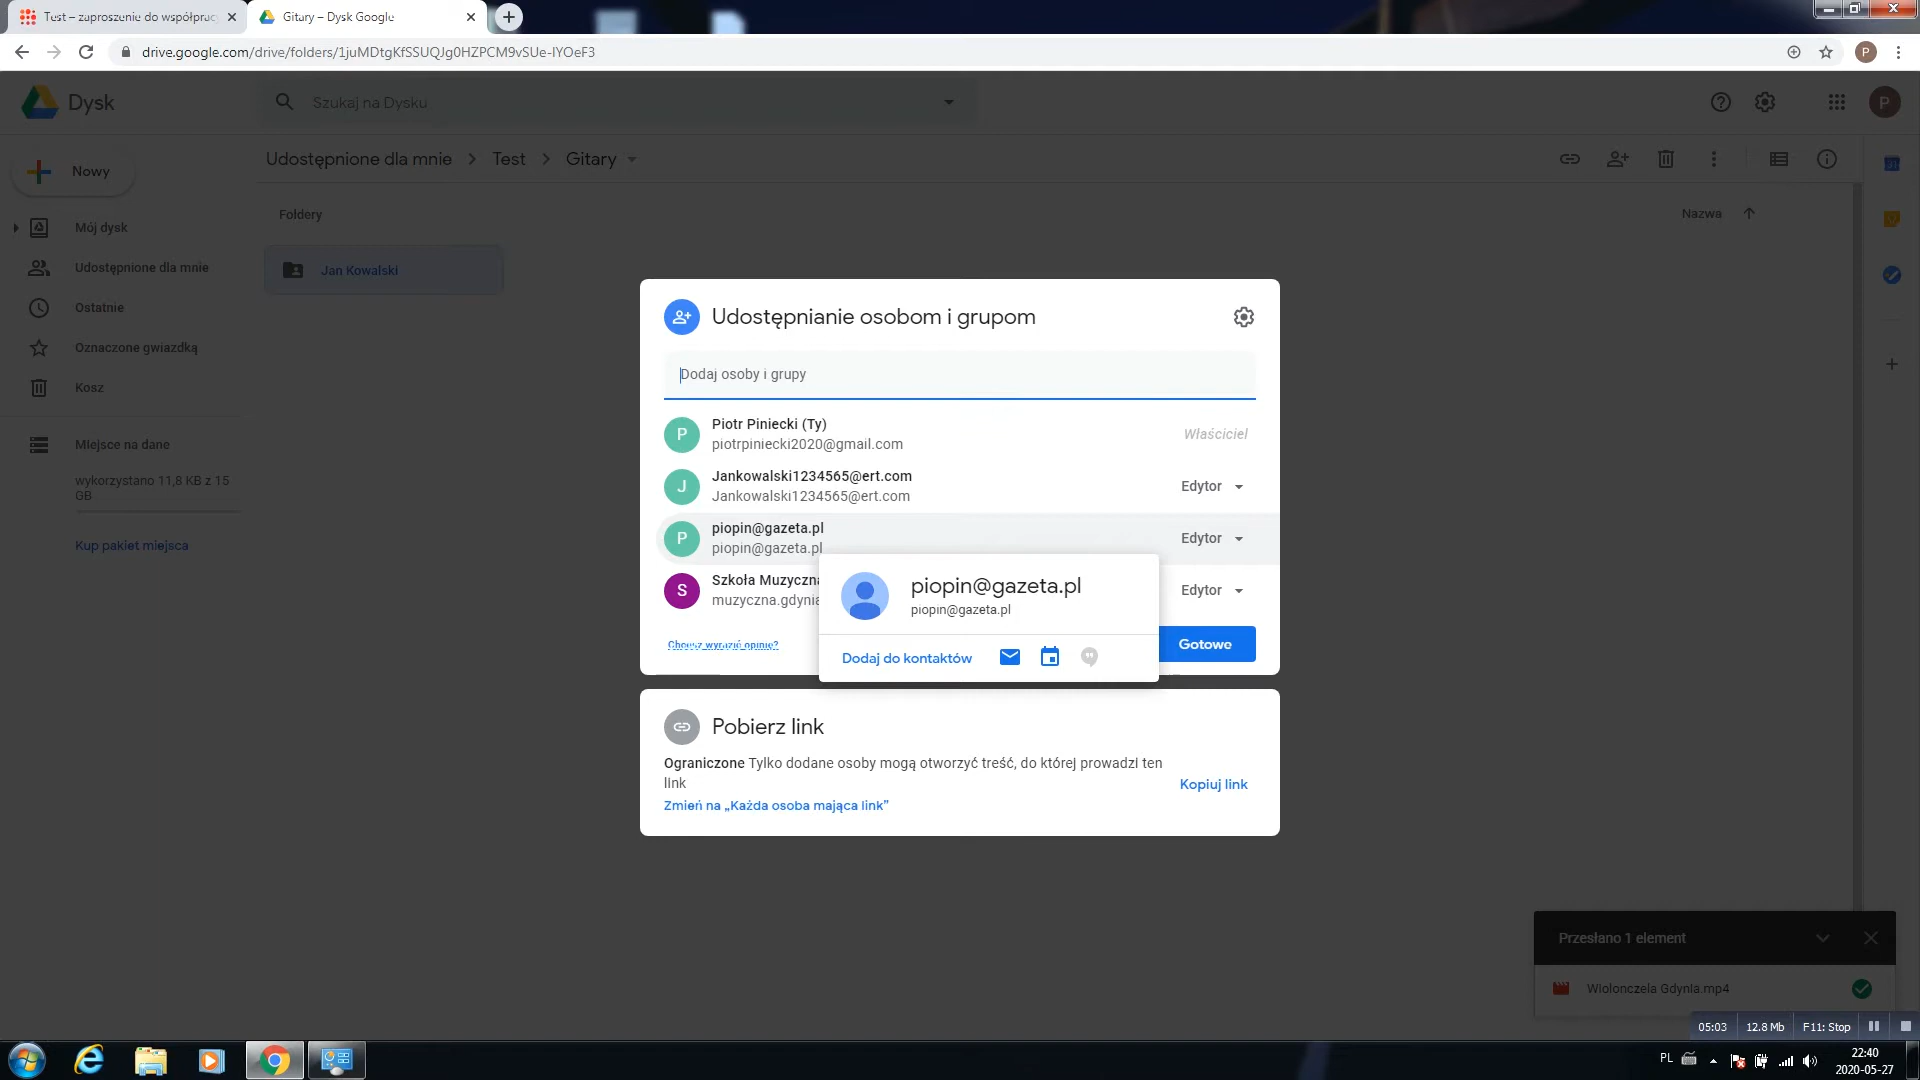 Test – zaproszenie do współprac
Gitary – Dysk Google
drive.google.com/drive/folders/1juMDtgKfSSUQJg0HZPCM9vSUe-IYOeF3
P
Dysk
Szukaj na Dysku
P
Nowy
Udostępnione dla mnie
Test
Gitary
Mój dysk
Udostępnione dla mnie
Ostatnie
Oznaczone gwiazdką
Kosz
Miejsce na dane
wykorzystano 11,8 KB z 15
GB
Kup pakiet miejsca
Foldery
Nazwa
Jan Kowalski
Udostępnianie osobom i grupom
Dodaj osoby i grupy
P
Piotr Piniecki (Ty)
piotrpiniecki2020@gmail.com
Właściciel
J
Jankowalski1234565@ert.com
Jankowalski1234565@ert.com
Edytor
P
piopin@gazeta.pl
piopin@gazeta.pl
Edytor
S
Szkoła Muzyczna
muzyczna.gdynia
Edytor
piopin@gazeta.pl
piopin@gazeta.pl
Dodaj do kontaktów
Chcesz wyrazić opinię?
Gotowe
Pobierz link
Ograniczone Tylko dodane osoby mogą otworzyć treść, do której prowadzi ten
link
Kopiuj link
Zmień na „Każda osoba mająca link”
Przesłano 1 element
Wiolonczela Gdynia.mp4
05:03
12.8 Mb
F11: Stop
PL
22:40
2020-05-27